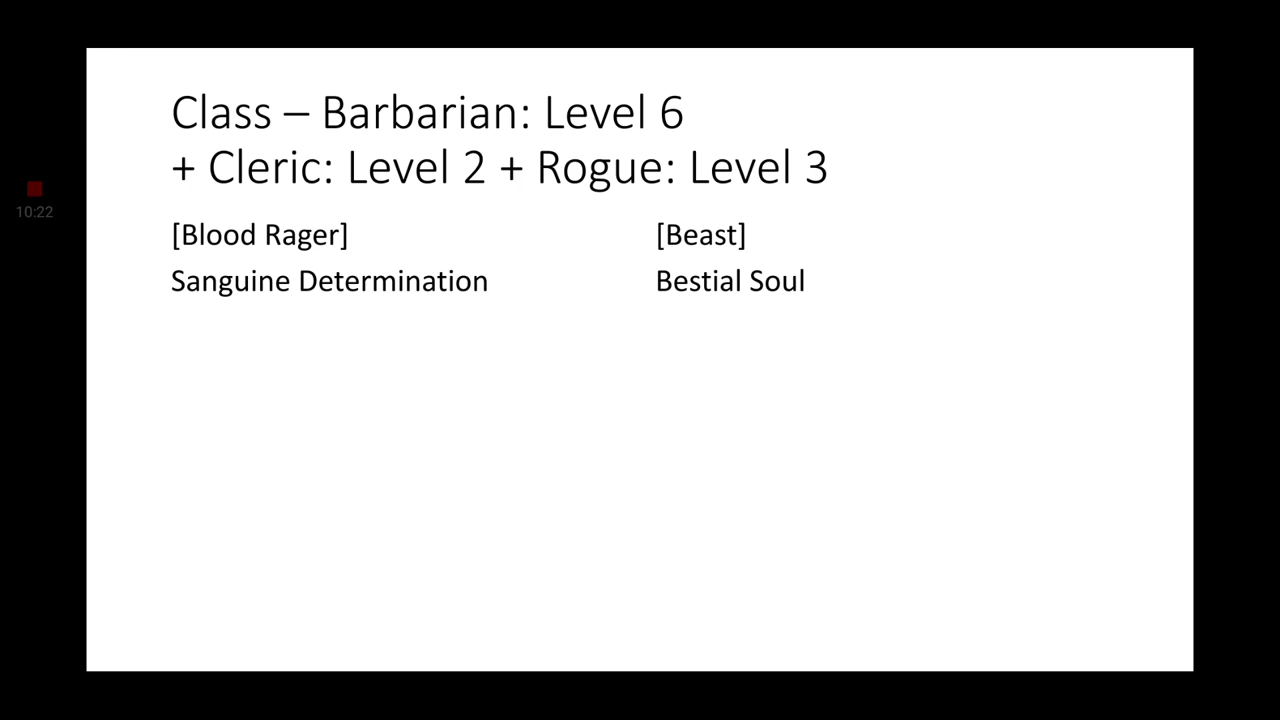 Class – Barbarian: Level 6
+ Cleric: Level 2 + Rogue: Level 3
[Blood Rager]
Sanguine Determination
[Beast]
Bestial Soul
10:22